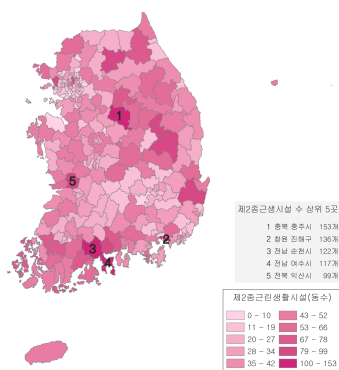 1
5
2
3
4
제2종근생시설 수 상위 5곳
1 충북 충주시 153개
2 창원 진해구 136개
3 전남 순천시 122개
4 전남 여수시 117개
5 전북 익산시 99개
제2종근린생활시설(동수)
0 - 10 43 - 52
11 - 19 53 - 66
20 - 27 67 - 78
28 - 34 79 - 99
35 - 42 100 - 153